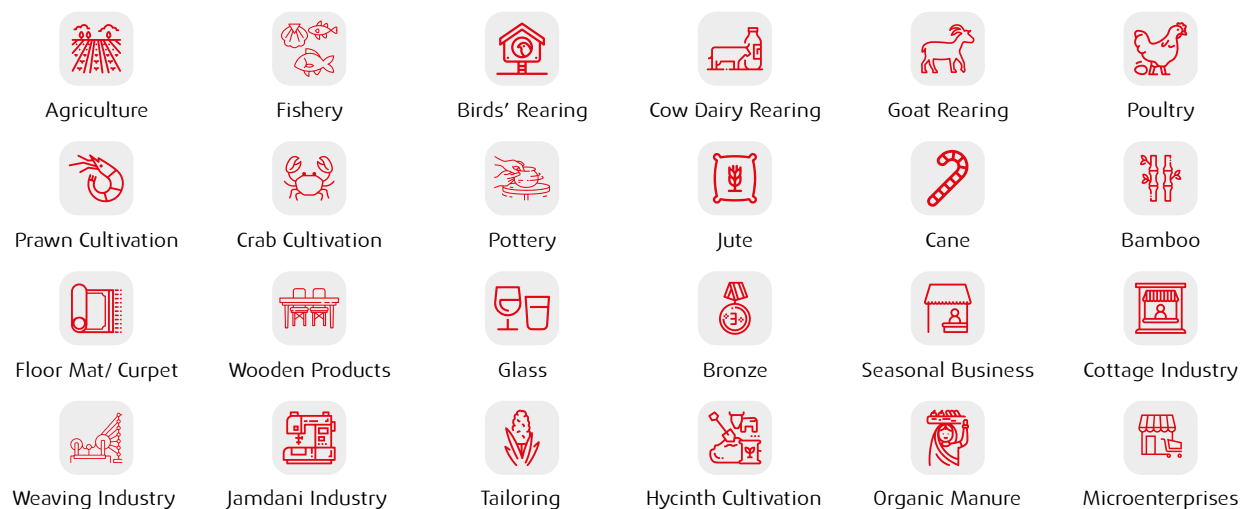 Agriculture
Fishery
Birds’ Rearing
Cow Dairy Rearing
Goat Rearing
Poultry
Prawn Cultivation
Crab Cultivation
Pottery
Jute
Cane
Bamboo
Floor Mat/ Curpet
Wooden Products
Glass
3
Bronze
Seasonal Business
Cottage Industry
Weaving Industry
Jamdani Industry
Tailoring
Hycinth Cultivation
Organic Manure
Microenterprises